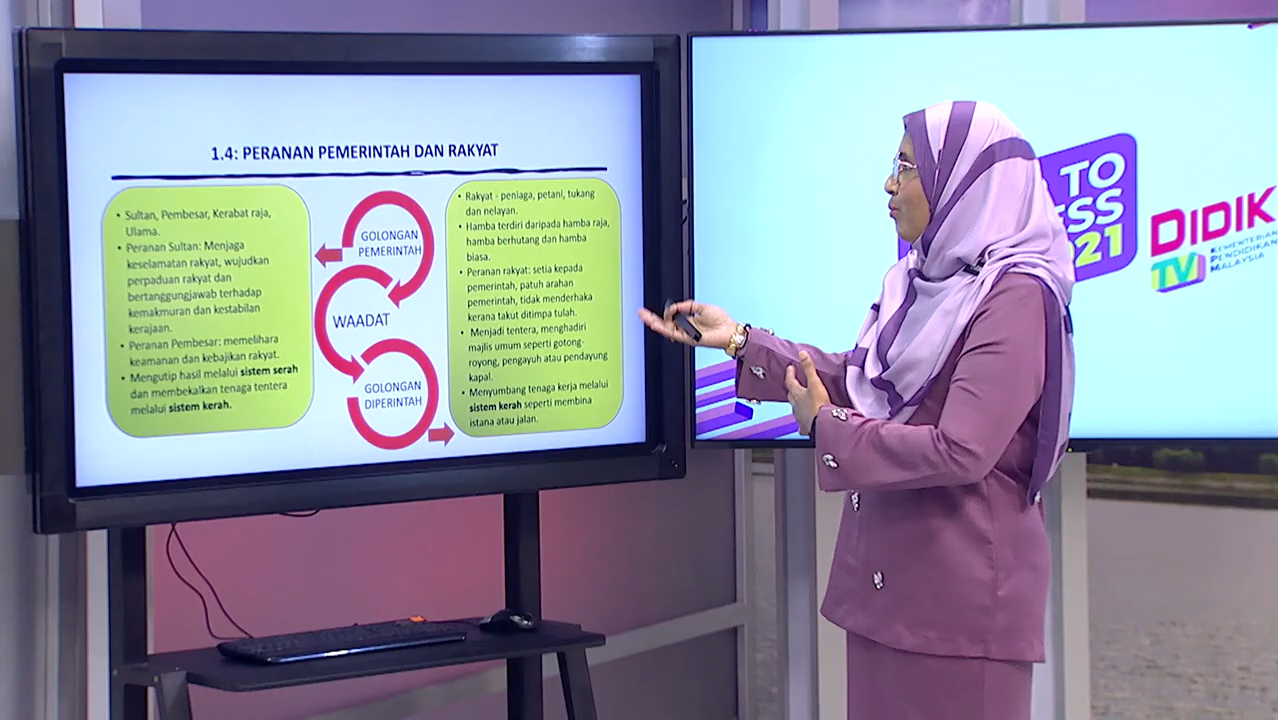 1.4: PERANAN PEMERINTAH DAN RAKYAT
• Sultan, Pembesar, Kerabat raja,
Ulama.
• Peranan Sultan: Menjaga
keselamatan rakyat, wujudkan
perpaduan rakyat dan
bertanggungjawab terhadap
kemakmuran dan kestabilan
kerajaan.
• Peranan Pembesar: memelihara
keamanan dan kebajikan rakyat.
• Mengutip hasil melalui sistem serah
dan membekalkan tenaga tentera
melalui sistem kerah.
GOLONGAN
PEMERINTAH
WAADAT
GOLONGAN
DIPERINTAH
• Rakyat - peniaga, petani, tukang
dan nelayan.
• Hamba terdiri daripada hamba raja,
hamba berhutang dan hamba
biasa.
• Peranan rakyat: setia kepada
pemerintah, patuh arahan
pemerintah, tidak menderhaka
kerana takut ditimpa tulah.
• Menjadi tentera, menghadiri
majlis umum seperti gotong-
royong, pengayuh atau pendayung
kapal.
• Menyumbang tenaga kerja melalui
sistem kerah seperti membina
istana atau jalan.
TO
ESS
21
DIDIK
TV
KEMENTERIAN
PENDIDIKAN
MALAYSIA